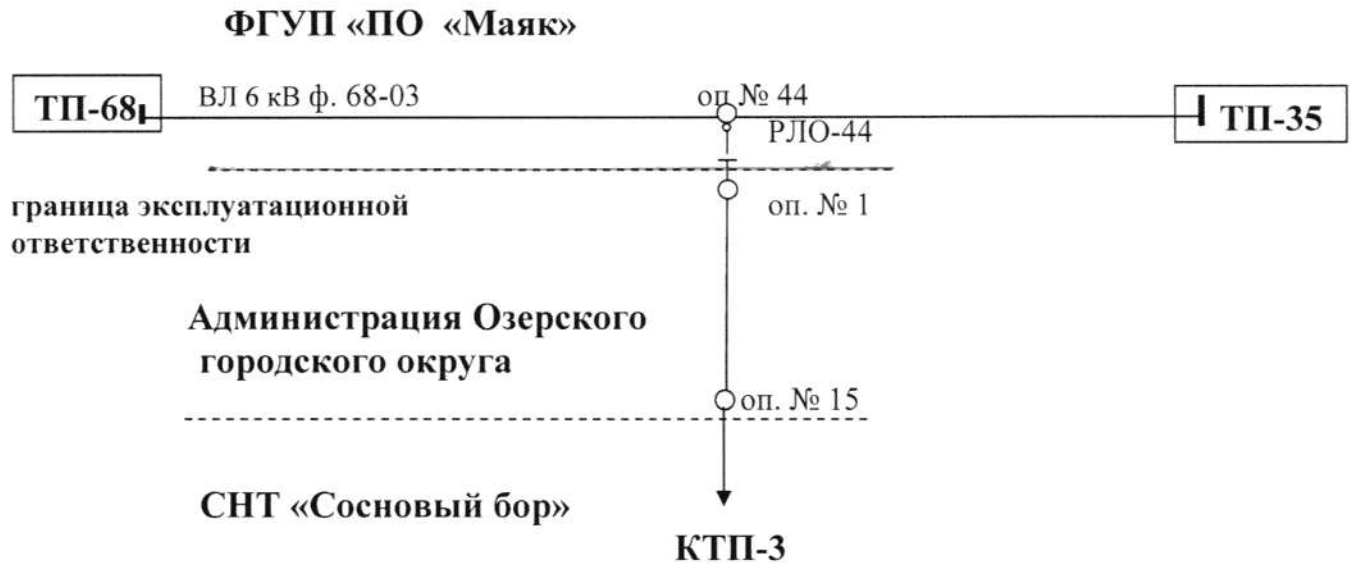 ФГУП «ПО «Маяк»
ТП-68
ВЛ 6 кВ ф. 68-03
оп № 44
ТП-35
РЛО-44
граница эксплуатационной
ответственности
оп. № 1
Администрация Озерского
городского округа
оп. № 15
СНТ «Сосновый бор»
КТП-3